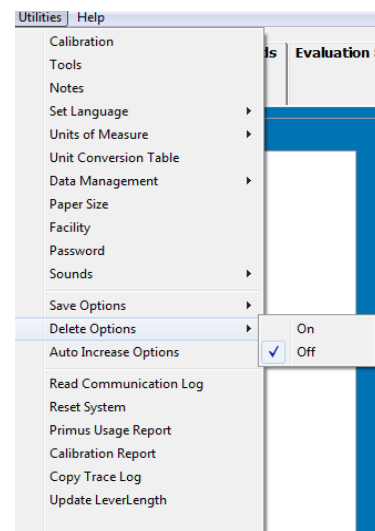 Utilities Help
ls Evaluation
Calibration
Tools
Notes
Set Language
Units of Measure
Unit Conversion Table
Data Management
Paper Size
Facility
Password
Sounds
Save Options
Delete Options
On
Off
Auto Increase Options
Read Communication Log
Reset System
Primus Usage Report
Calibration Report
Copy Trace Log
Update LeverLength